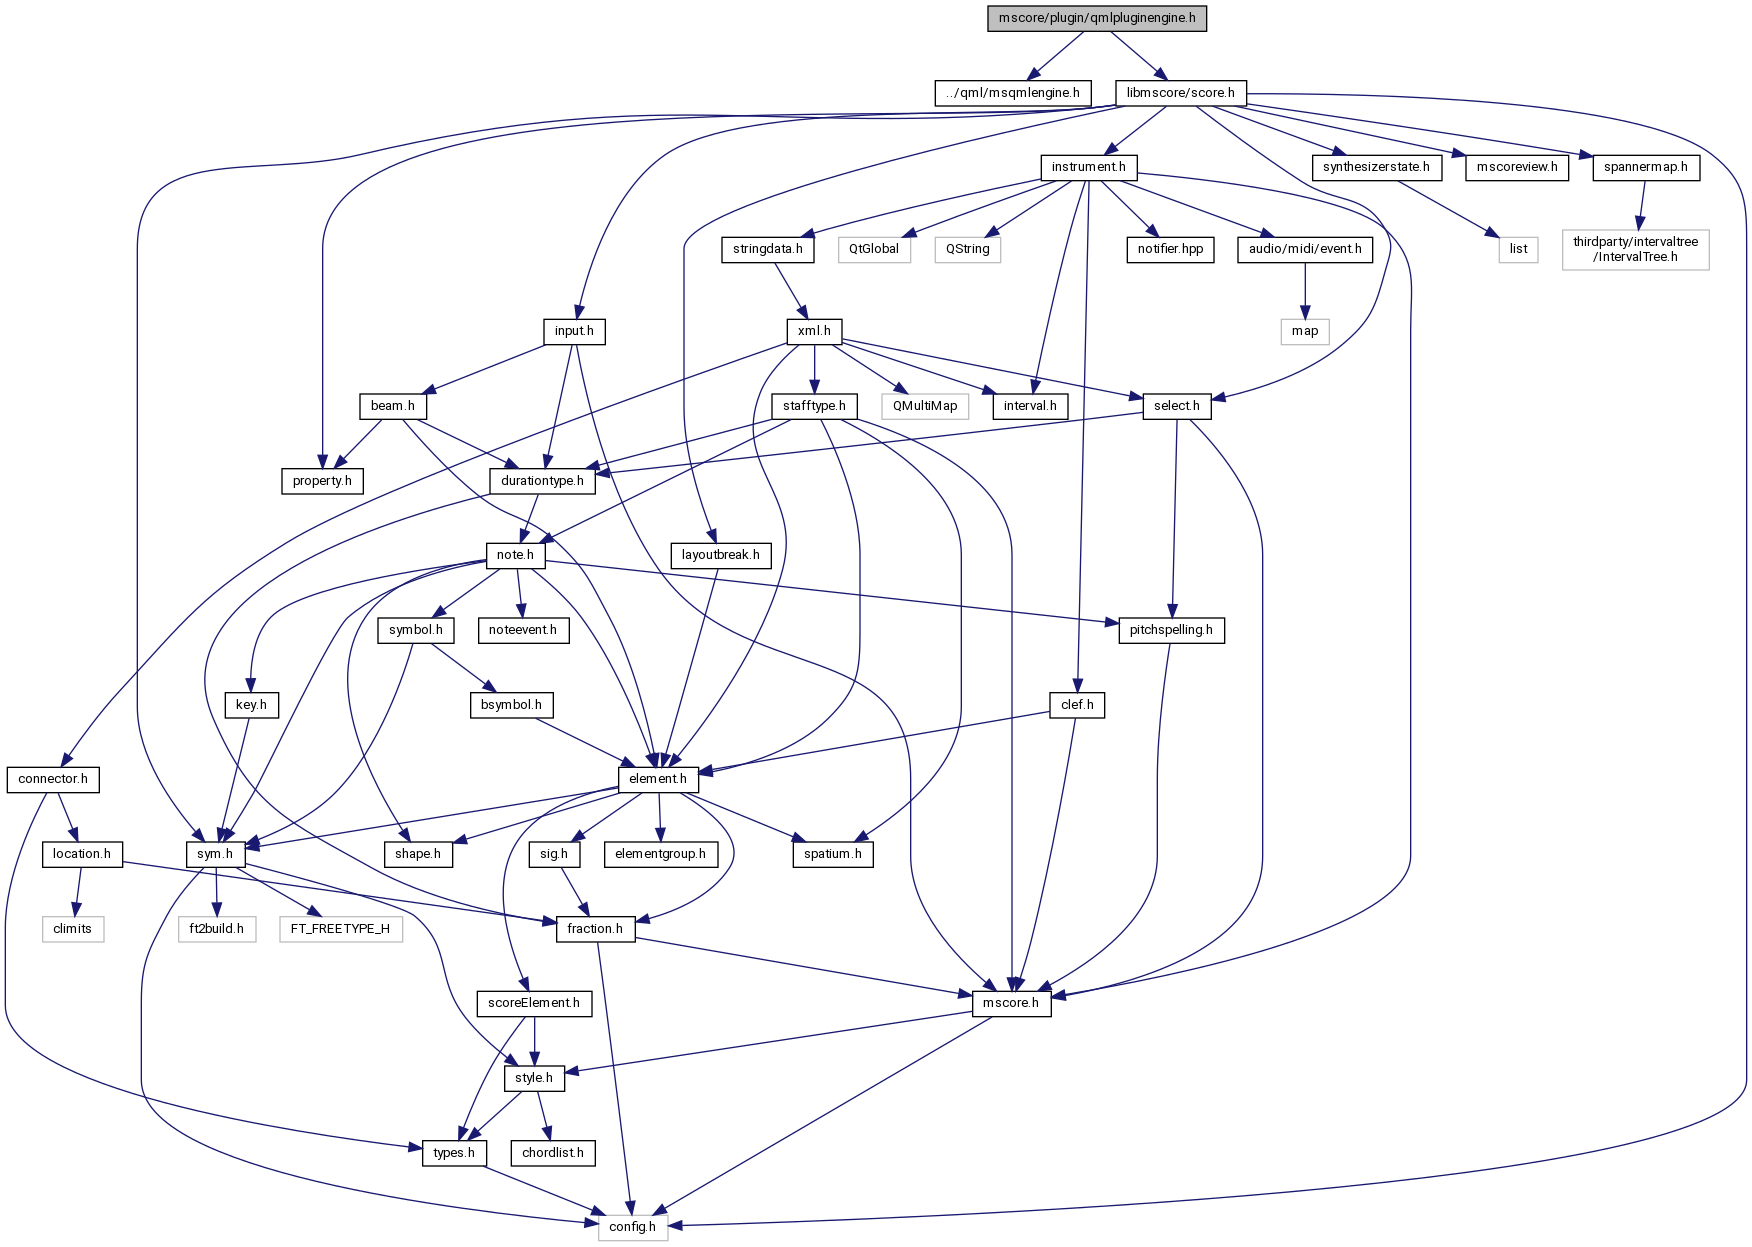 mscore/plugin/qmlpluginengine.h
../qml/msqmlengine.h
libmscore/score.h
instrument.h
synthesizerstate.h
mscoreview.h
spannermap.h
stringdata.h
QtGlobal
QString
notifier.hpp
audio/midi/event.h
list
thirdparty/intervaltree
/IntervalTree.h
input.h
xml.h
map
beam.h
stafftype.h
QMultiMap
interval.h
select.h
property.h
durationtype.h
note.h
layoutbreak.h
symbol.h
noteevent.h
pitchspelling.h
key.h
bsymbol.h
clef.h
connector.h
element.h
location.h
sym.h
shape.h
sig.h
elementgroup.h
spatium.h
climits
ft2build.h
FT_FREETYPE_H
fraction.h
scoreElement.h
mscore.h
style.h
types.h
chordlist.h
config.h